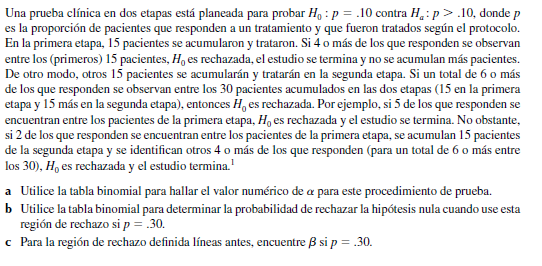 Una prueba clínica en dos etapas está planeada para probar H₀ : p = .10 contra Hₐ : p > .10, donde p
es la proporción de pacientes que responden a un tratamiento y que fueron tratados según el protocolo.
En la primera etapa, 15 pacientes se acumularon y trataron. Si 4 o más de los que responden se observan
entre los (primeros) 15 pacientes, H₀ es rechazada, el estudio se termina y no se acumulan más pacientes.
De otro modo, otros 15 pacientes se acumularán y tratarán en la segunda etapa. Si un total de 6 o más
de los que responden se observan entre los 30 pacientes acumulados en las dos etapas (15 en la primera
etapa y 15 más en la segunda etapa), entonces H₀ es rechazada. Por ejemplo, si 5 de los que responden se
encuentran entre los pacientes de la primera etapa, H₀ es rechazada y el estudio se termina. No obstante,
si 2 de los que responden se encuentran entre los pacientes de la primera etapa, se acumulan 15 pacientes
de la segunda etapa y se identifican otros 4 o más de los que responden (para un total de 6 o más entre
los 30), H₀ es rechazada y el estudio termina.¹
a Utilice la tabla binomial para hallar el valor numérico de α para este procedimiento de prueba.
b Utilice la tabla binomial para determinar la probabilidad de rechazar la hipótesis nula cuando use esta
región de rechazo si p = .30.
c Para la región de rechazo definida líneas antes, encuentre β si p = .30.